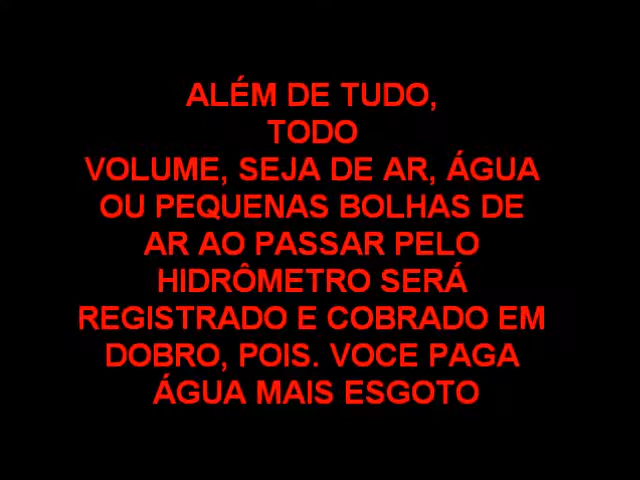 ALÉM DE TUDO,
TODO
VOLUME, SEJA DE AR, ÁGUA
OU PEQUENAS BOLHAS DE
AR AO PASSAR PELO
HIDRÔMETRO SERÁ
REGISTRADO E COBRADO EM
DOBRO, POIS. VOCE PAGA
ÁGUA MAIS ESGOTO